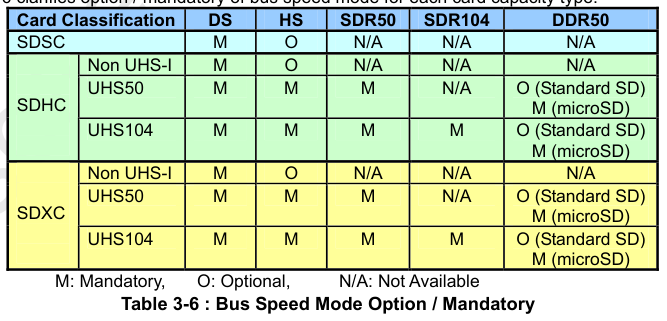 o clarifies option / mandatory of bus speed mode for each card capacity type.
Card Classification DS HS SDR50 SDR104 DDR50
SDSC M O N/A N/A N/A
SDHC
Non UHS-I M O N/A N/A N/A
UHS50 M M M N/A O (Standard SD)
M (microSD)
UHS104 M M M M O (Standard SD)
M (microSD)
SDXC
Non UHS-I M O N/A N/A N/A
UHS50 M M M N/A O (Standard SD)
M (microSD)
UHS104 M M M M O (Standard SD)
M (microSD)
M: Mandatory, O: Optional, N/A: Not Available
Table 3-6 : Bus Speed Mode Option / Mandatory